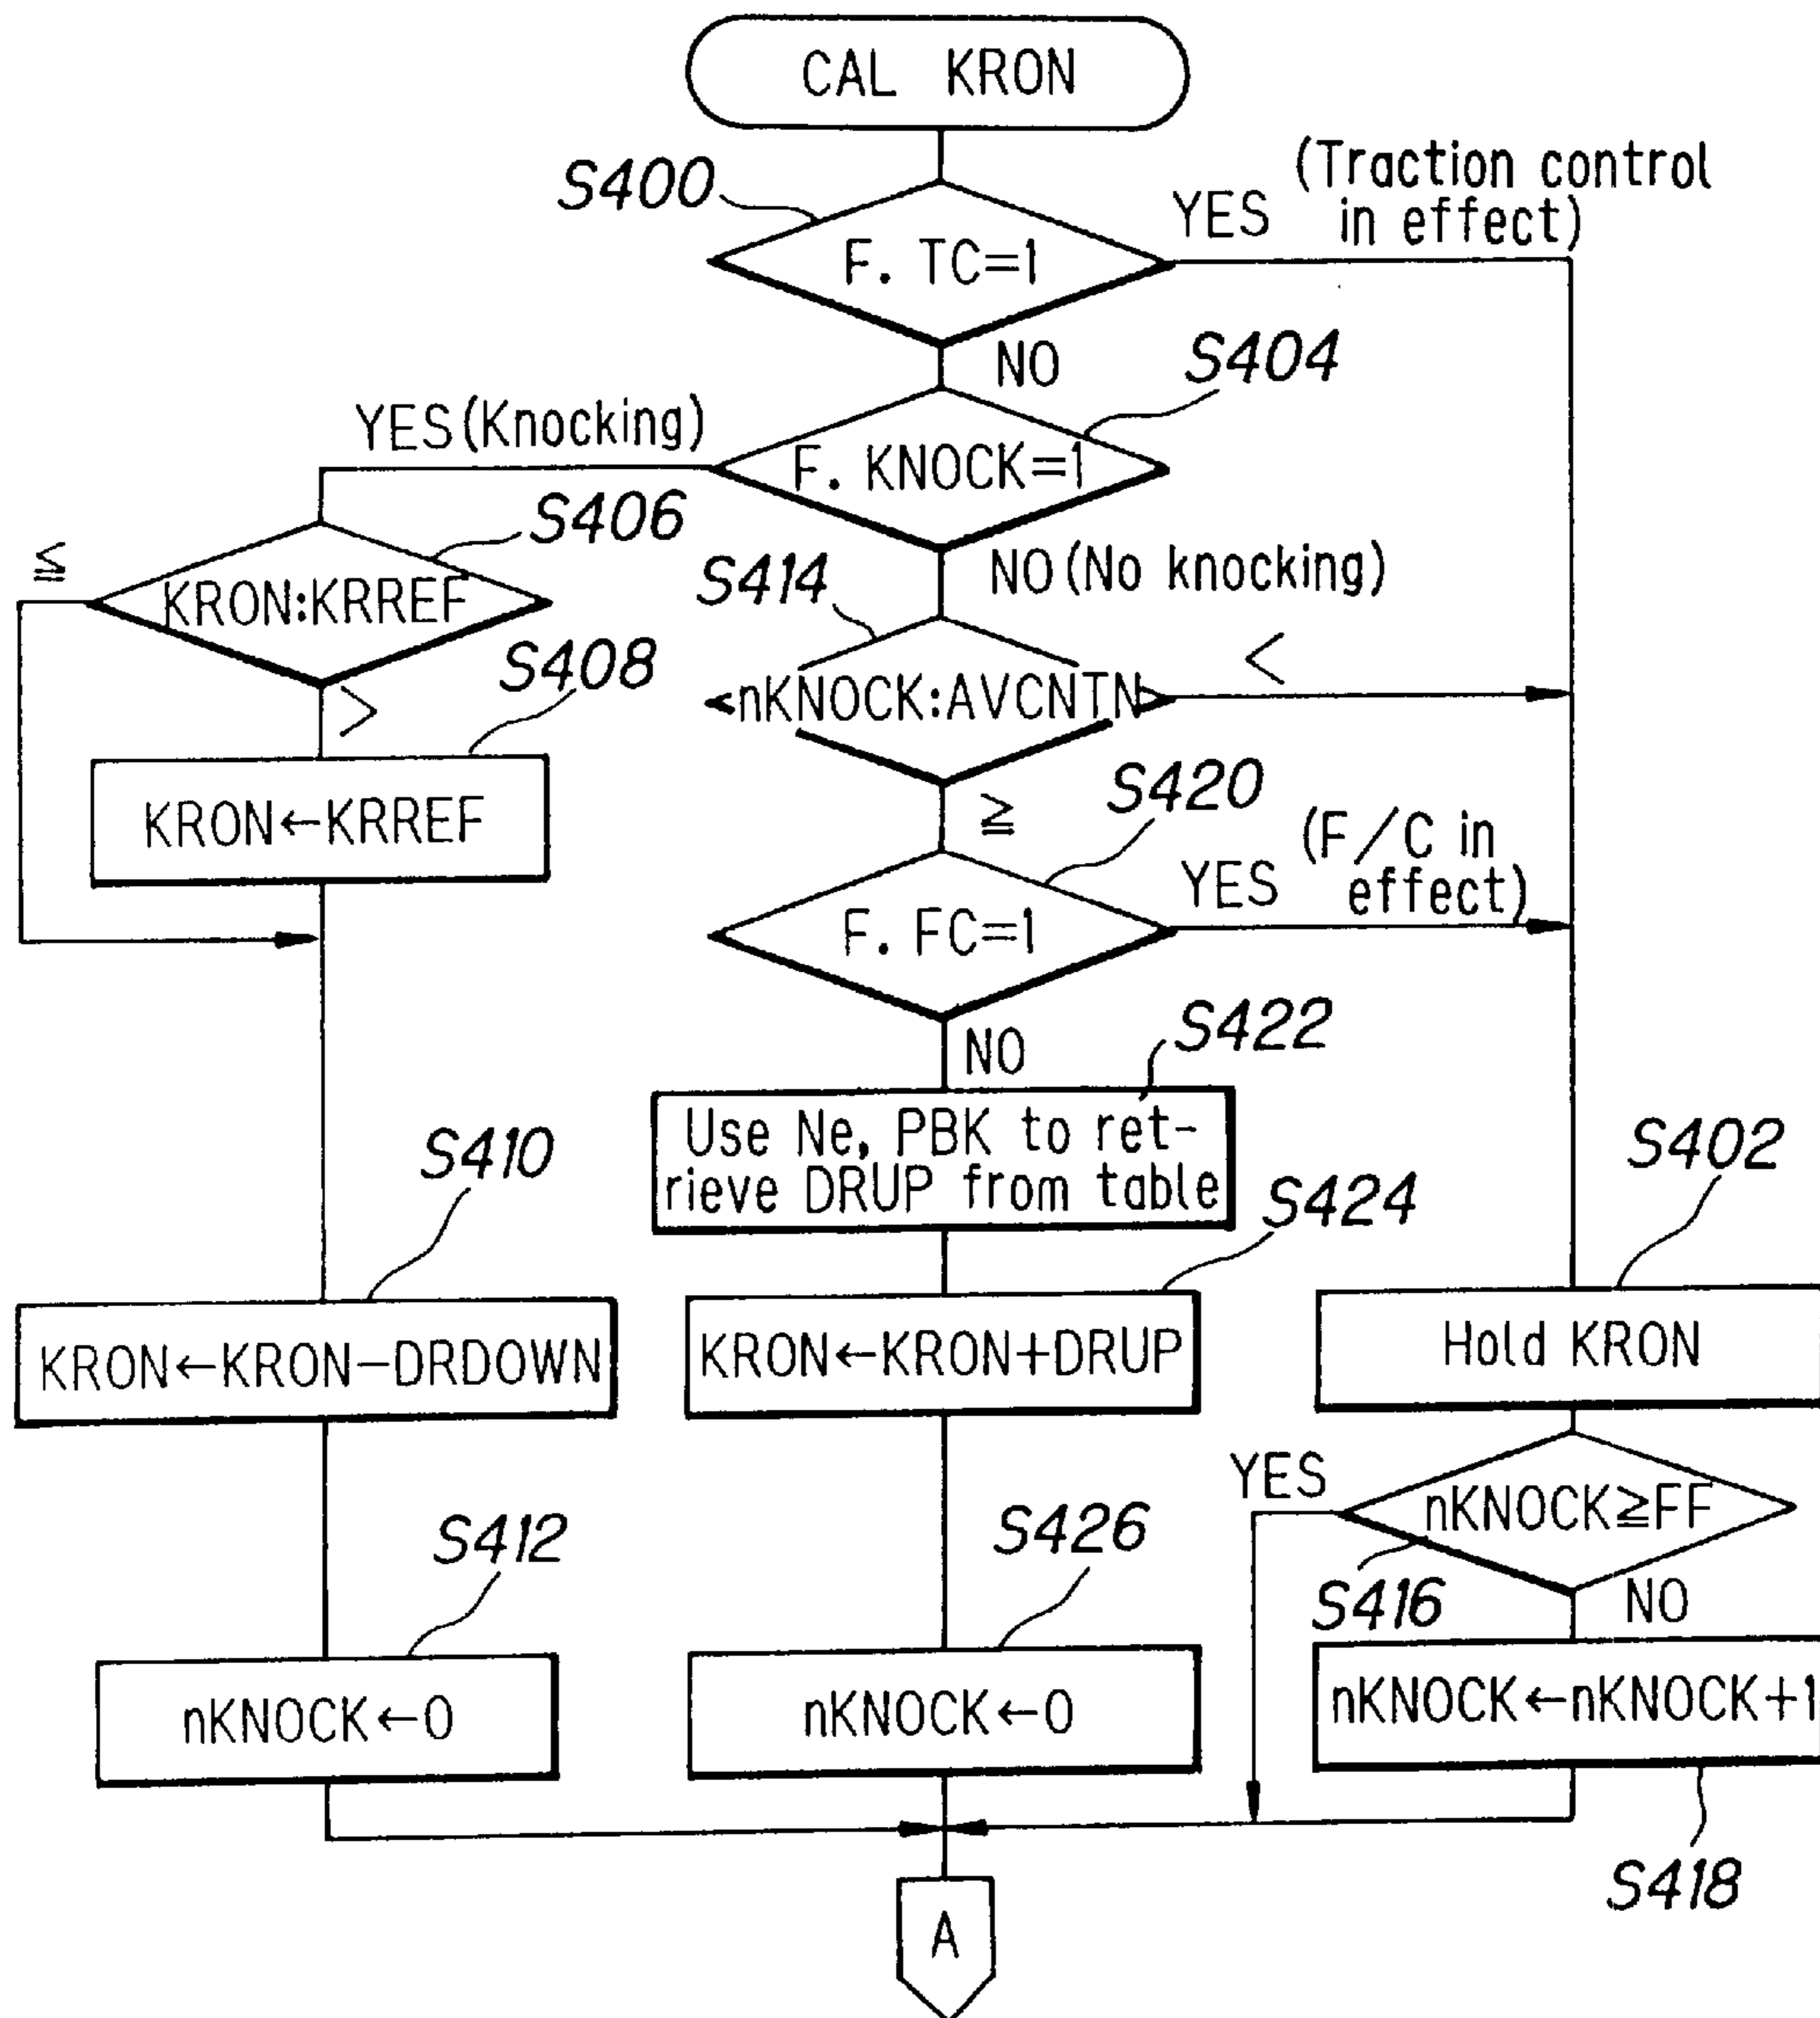 CAL KRON
S400
F. TC=1
YES
(Traction control
in effect)
NO
S404
YES (Knocking)
F. KNOCK=1
S406
≦
KRON:KRREF
S414
NO (No knocking)
S408
>
<
nKNOCK:AVCNTN
KRON←KRREF
≧
S420
YES
(F/C in
effect)
F. FC=1
NO
S422
Use Ne, PBK to ret-
rieve DRUP from table
S410
S424
S402
KRON←KRON-DRDOWN
KRON←KRON+DRUP
Hold KRON
YES
nKNOCK≧FF
S412
S426
S416
NO
nKNOCK←0
nKNOCK←0
nKNOCK←nKNOCK+1
S418
A